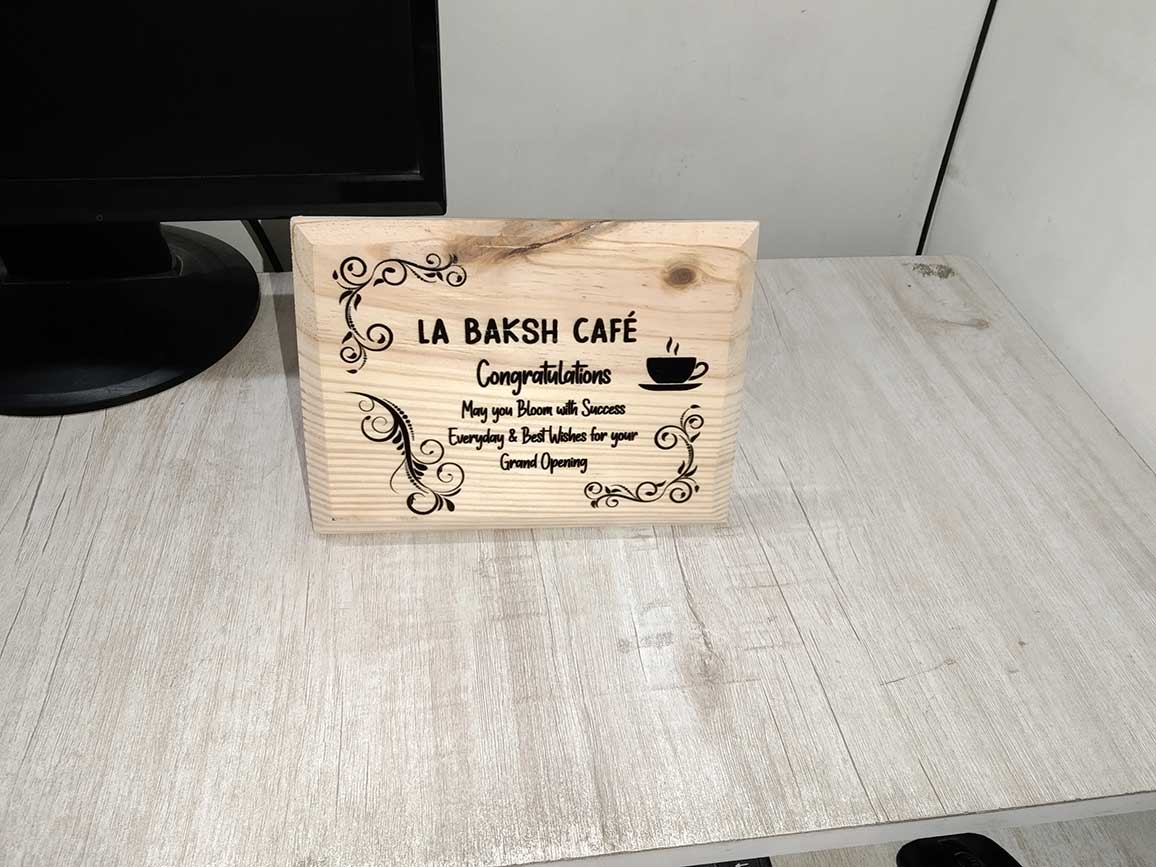 LA BAKSH CAFÉ
Congratulations
May you Bloom with Success
Everyday & Best Wishes for your
Grand Opening